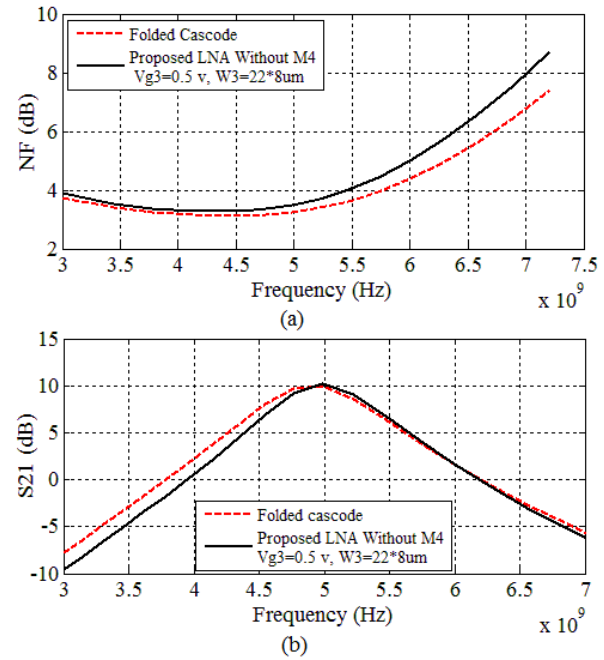 (a)
Folded Cascode
Proposed LNA Without M4
Vg3=0.5 v, W3=22*8um
NF (dB)
10
8
6
4
2
3
3.5
4
4.5
5
5.5
6
6.5
7
7.5
Frequency (Hz)
x 10^9
(a)
S21 (dB)
15
10
5
0
-5
-10
Folded cascode
Proposed LNA Without M4
Vg3=0.5 v, W3=22*8um
3
3.5
4
4.5
5
5.5
6
6.5
7
Frequency (Hz)
x 10^9
(b)